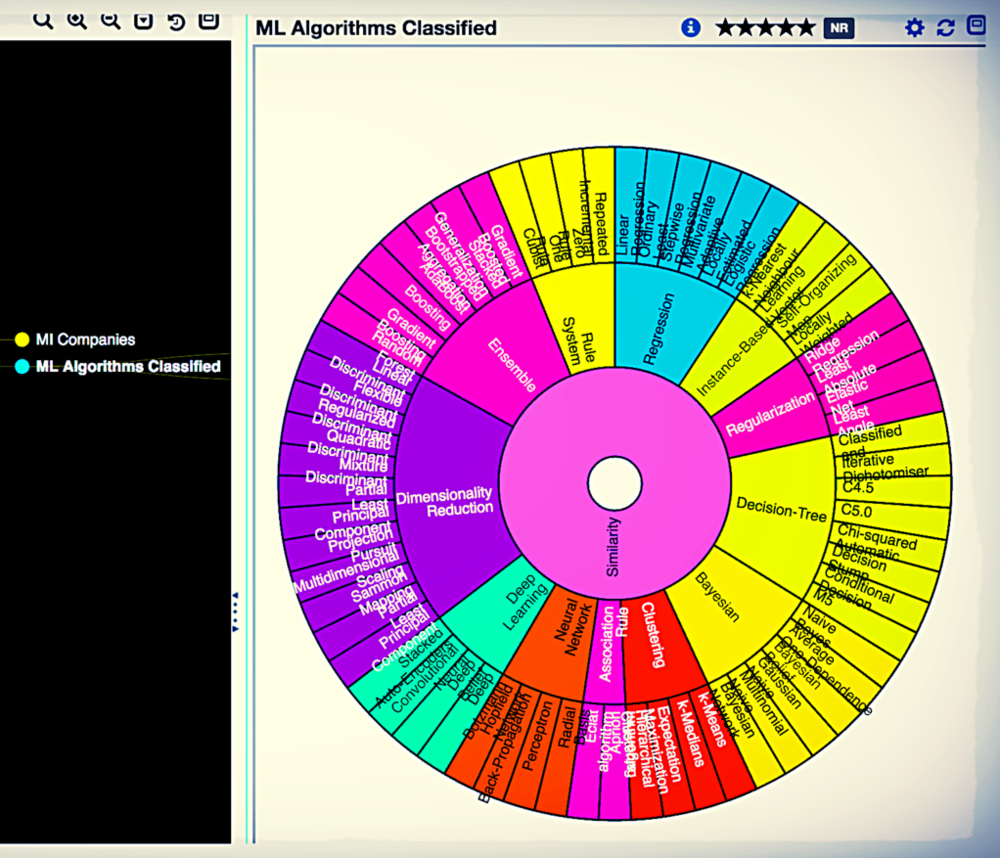 ML Algorithms Classified
NR
MI Companies
ML Algorithms Classified
Similarity
Regression
Linear
Regression
Ordinary
Least
Stepwise
Regression
Multivariate
Adaptive
Locally
Estimated
Logistic
Regression
Instance-Based
k-Nearest
Neighbour
Learning
Vector
Self-Organizing
Map
Locally
Weighted
Regularization
Ridge
Regression
Least
Absolute
Elastic
Net
Least
Angle
Decision-Tree
Classified
and
Iterative
Dichotomiser
C4.5
C5.0
Chi-squared
Automatic
Decision
Stump
Conditional
Decision
M5
Bayesian
Naive
Bayes
Average
One-Dependence
Bayesian
Belief
Gaussian
Naive
Multinomial
Naive
Bayesian
Network
Clustering
k-Means
k-Medians
Expectation
Maximization
Hierarchical
Association
Rule
Apriori
algorithm
Eclat
Neural
Network
Radial
Basis
Perceptron
Back-Propagation
Hopfield
Network
Deep
Learning
Deep
Boltzmann
Deep
Belief
Convolutional
Neural
Stacked
Auto-Encoders
Dimensionality
Reduction
Principal
Component
Partial
Least
Sammon
Mapping
Multidimensional
Scaling
Projection
Pursuit
Principal
Component
Partial
Least
Mixture
Discriminant
Quadratic
Discriminant
Regularized
Discriminant
Flexible
Discriminant
Linear
Ensemble
Random
Forest
Gradient
Boosting
Boosting
Bootstrapped
Aggregation
AdaBoost
Stacked
Generalization
Gradient
Boosted
Rule
System
Cubist
One
Rule
Zero
Rule
Repeated
Incremental